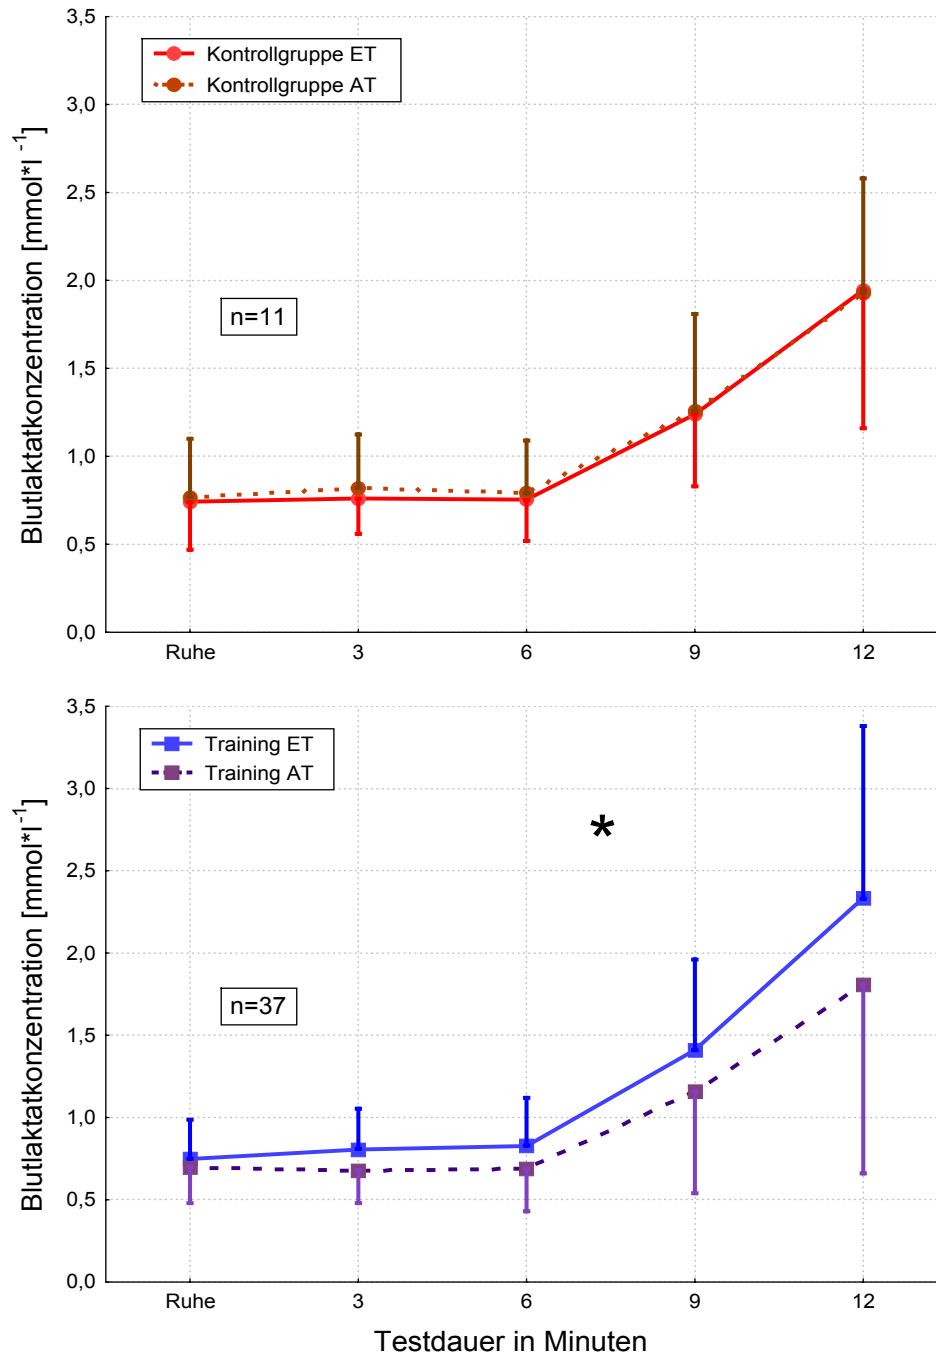 3,5
Kontrollgruppe ET
Kontrollgruppe AT
3,0
2,5
2,0
n=11
1,5
1,0
0,5
0,0
Blutlaktatkonzentration [mmol*l⁻¹]
Ruhe 3 6 9 12
3,5
Training ET
Training AT
3,0
*
2,5
2,0
n=37
1,5
1,0
0,5
0,0
Blutlaktatkonzentration [mmol*l⁻¹]
Ruhe 3 6 9 12
Testdauer in Minuten